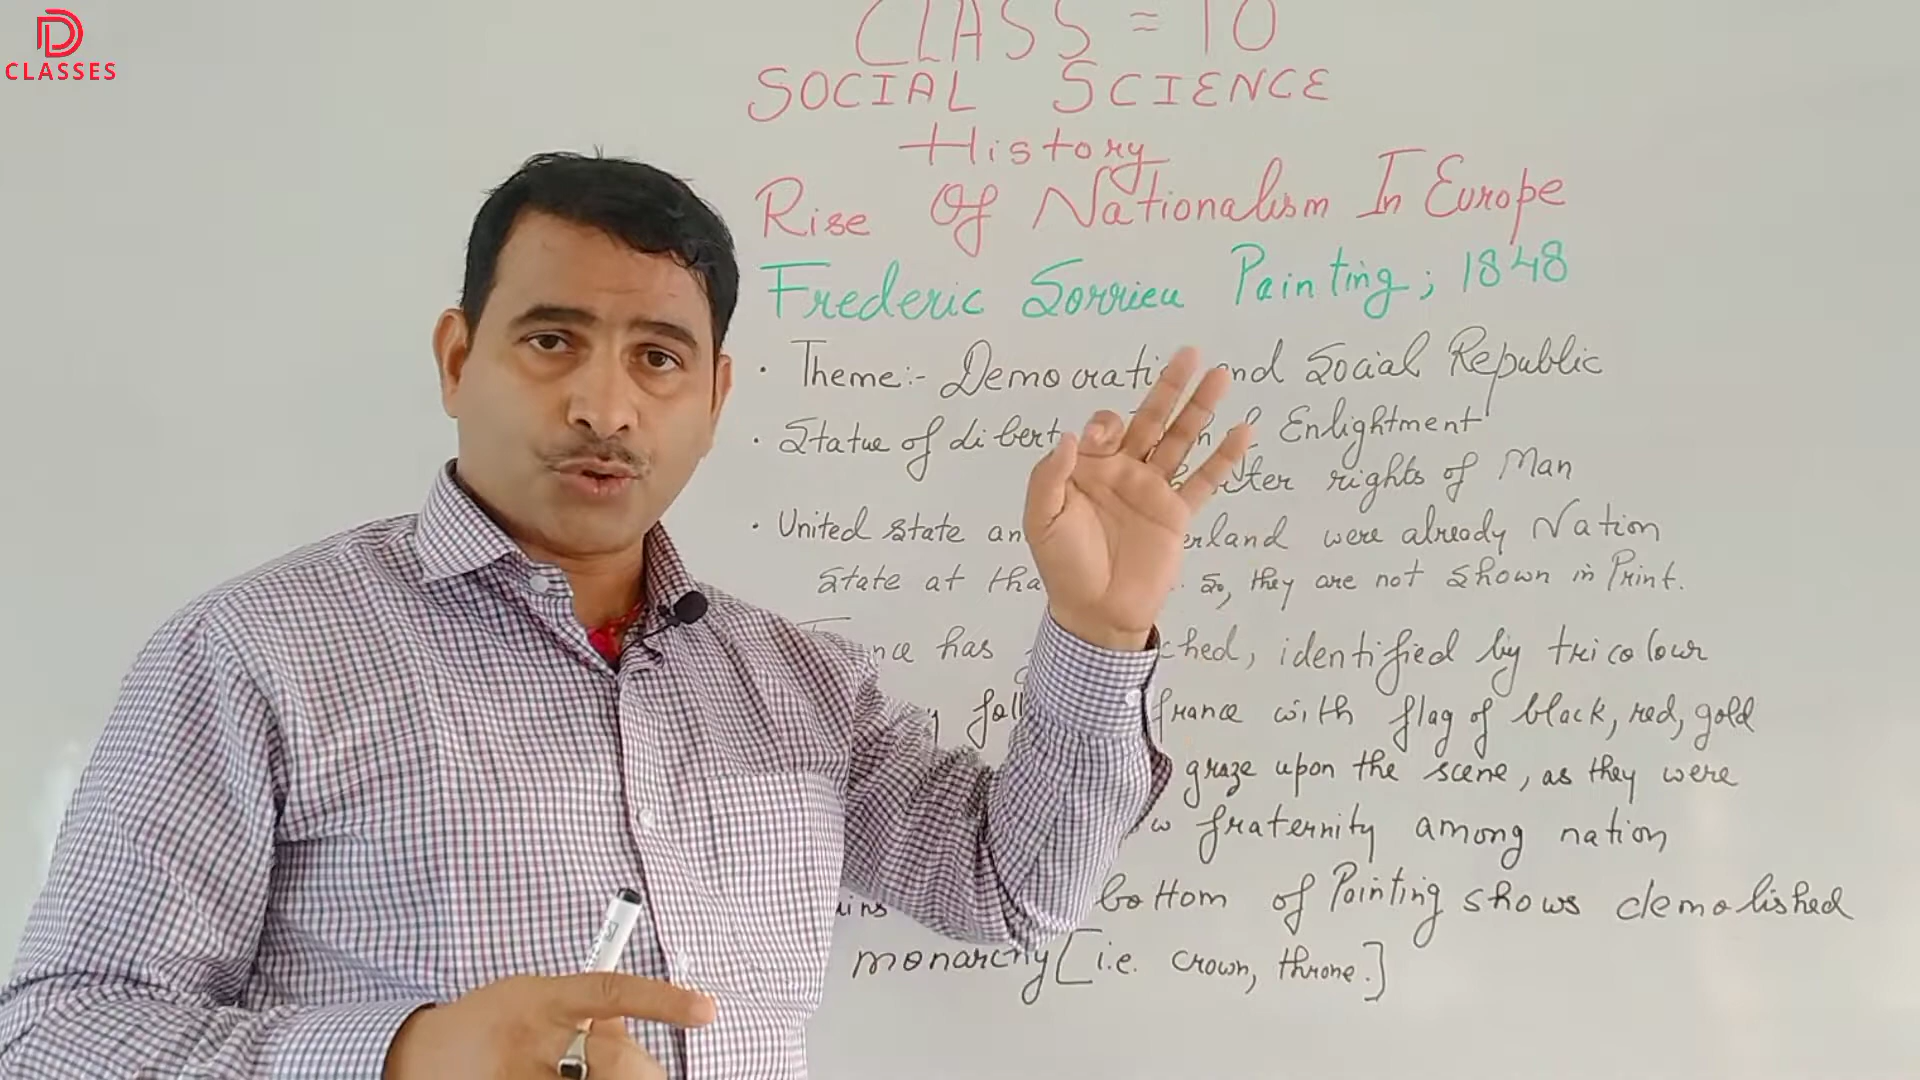 D
CLASSES
CLASS = 10
SOCIAL SCIENCE
History
Rise Of Nationalism In Europe
Frederic Sorrieu Painting; 1848
· Theme:- Democratic and Social Republic
· Statue of Liberty Enlightment
rights of Man
· United State were already Nation
State at so, they are not shown in Print.
has identified by tricolour
france with flag of black, red, gold
graze upon the scene, as they were
fraternity among nation
bottom of Painting shows demolished
monarchy [i.e. crown, throne.]